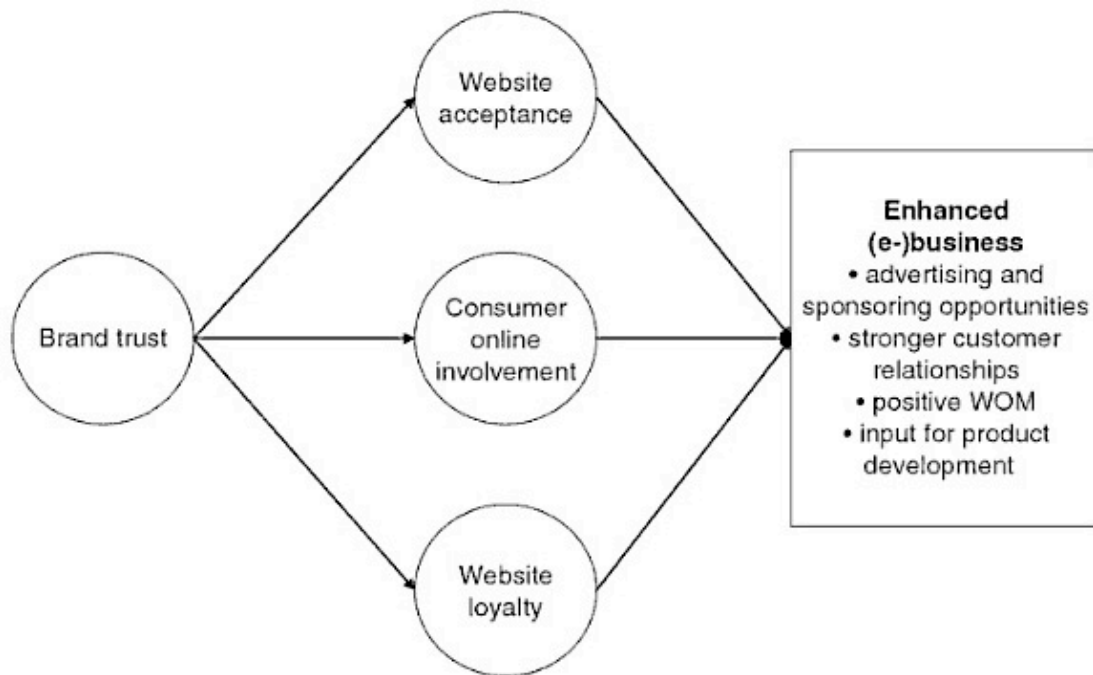 Website
acceptance
Brand trust
Consumer
online
involvement
Website
loyalty
Enhanced
(e-)business
• advertising and
sponsoring opportunities
• stronger customer
relationships
• positive WOM
• input for product
development